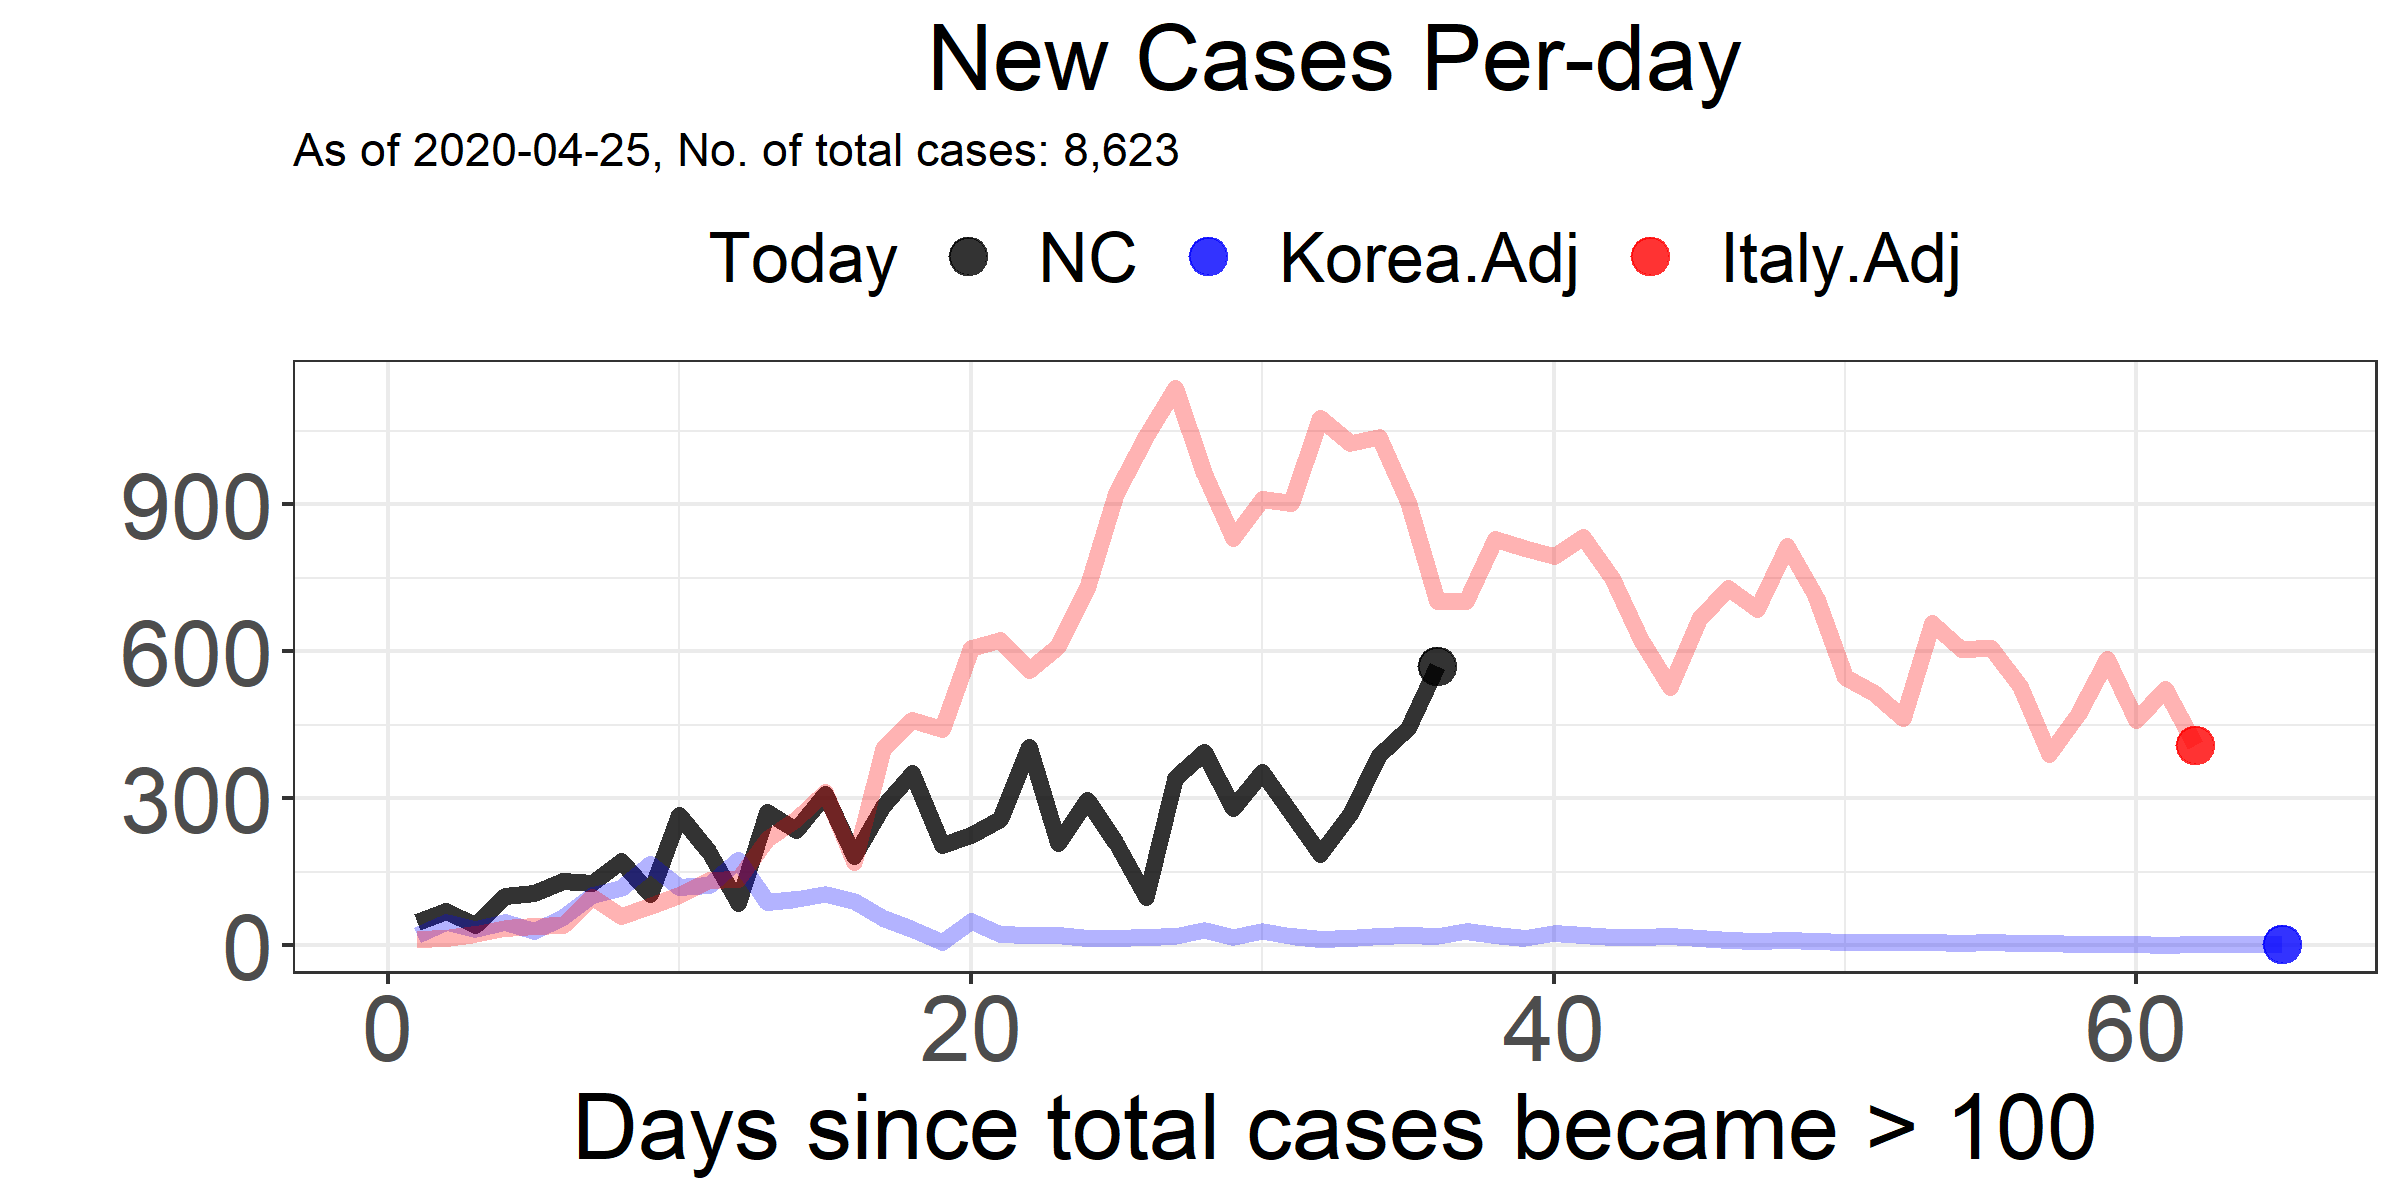 New Cases Per-day
As of 2020-04-25, No. of total cases: 8,623
Today NC Korea.Adj Italy.Adj
900
600
300
0
0 20 40 60
Days since total cases became > 100